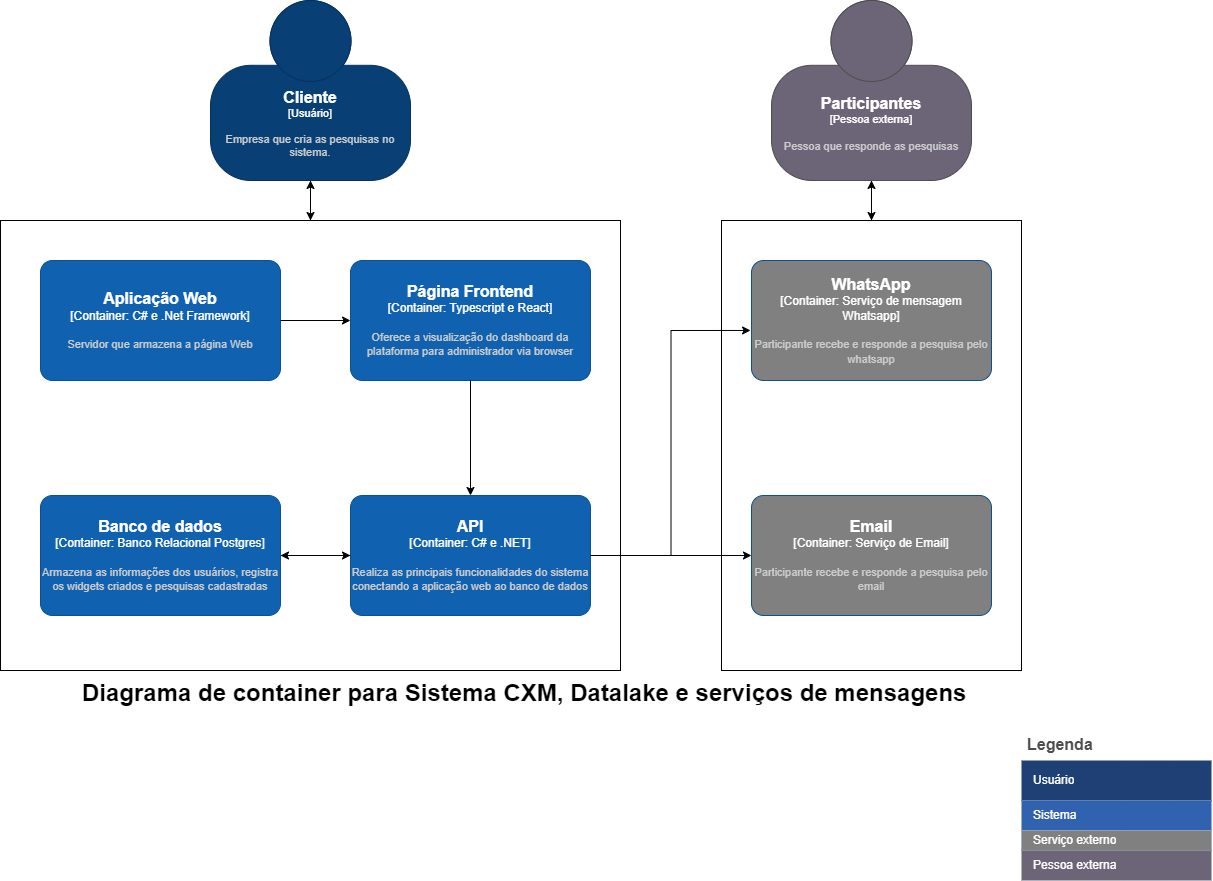 Cliente
[Usuário]
Empresa que cria as pesquisas no
sistema.
Participantes
[Pessoa externa]
Pessoa que responde as pesquisas
Aplicação Web
[Container: C# e .Net Framework]
Servidor que armazena a página Web
Página Frontend
[Container: Typescript e React]
Oferece a visualização do dashboard da
plataforma para administrador via browser
WhatsApp
[Container: Serviço de mensagem
Whatsapp]
Participante recebe e responde a pesquisa pelo
whatsapp
Banco de dados
[Container: Banco Relacional Postgres]
Armazena as informações dos usuários, registra
os widgets criados e pesquisas cadastradas
API
[Container: C# e .NET]
Realiza as principais funcionalidades do sistema
conectando a aplicação web ao banco de dados
Email
[Container: Serviço de Email]
Participante recebe e responde a pesquisa pelo
email
Diagrama de container para Sistema CXM, Datalake e serviços de mensagens
Legenda
Usuário
Sistema
Serviço externo
Pessoa externa